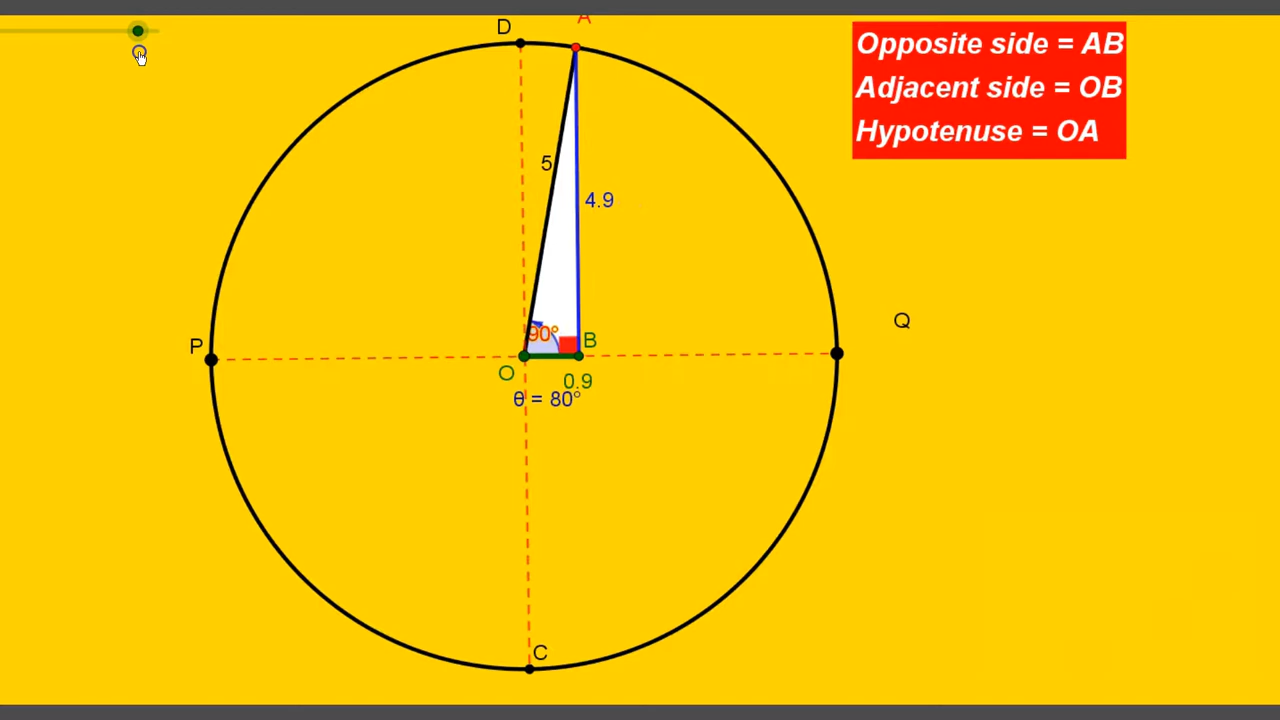 D
A
Opposite side = AB
Adjacent side = OB
Hypotenuse = OA
5
4.9
90°
B
P
Q
O
0.9
θ = 80°
C